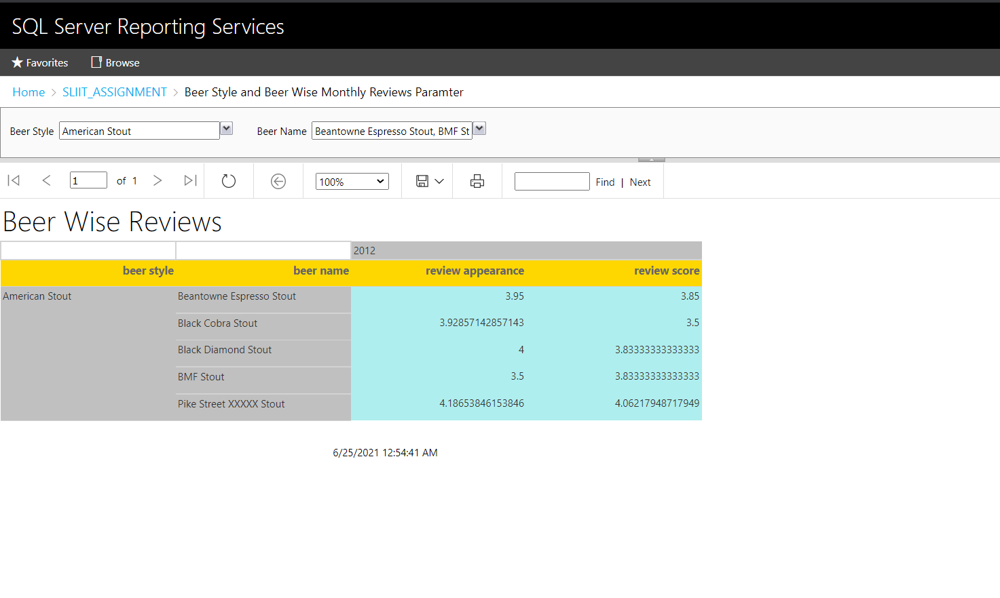 SQL Server Reporting Services
Favorites Browse
Home > SLIIT_ASSIGNMENT > Beer Style and Beer Wise Monthly Reviews Paramter
Beer Style American Stout Beer Name Beantowne Espresso Stout, BMF St
1 of 1 100% Find | Next
Beer Wise Reviews
2012
beer style beer name review appearance review score
American Stout Beantowne Espresso Stout 3.95 3.85
Black Cobra Stout 3.92857142857143 3.5
Black Diamond Stout 4 3.83333333333333
BMF Stout 3.5 3.83333333333333
Pike Street XXXXX Stout 4.18653846153846 4.06217948717949
6/25/2021 12:54:41 AM